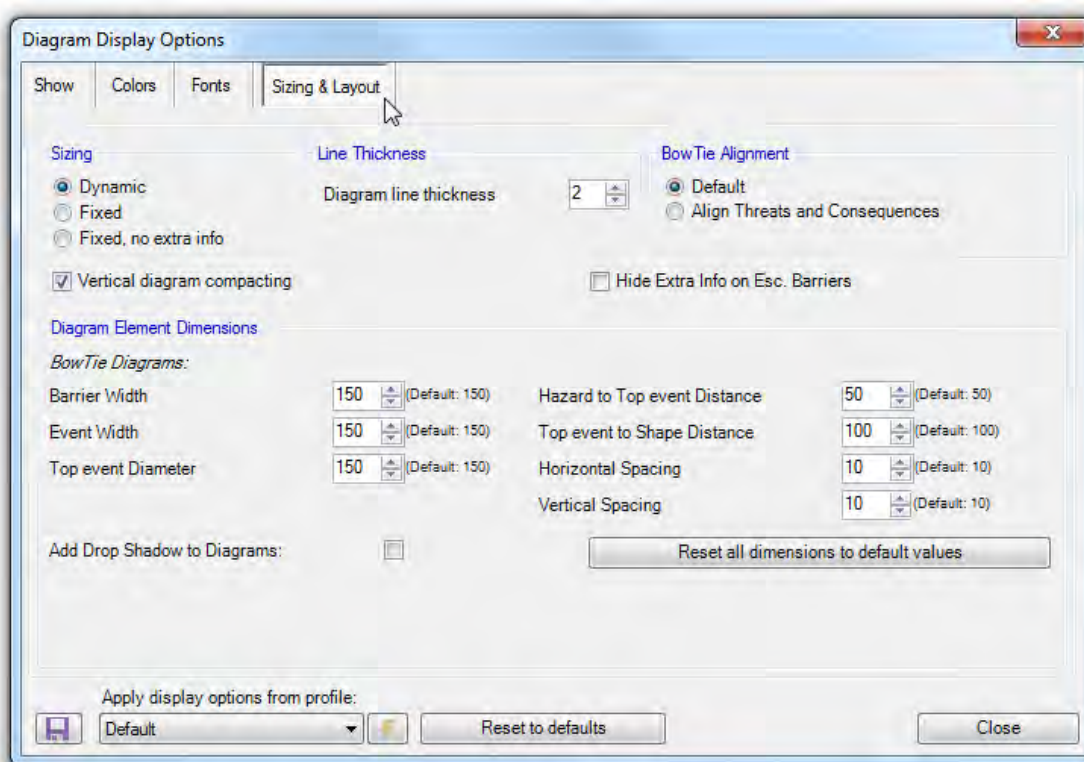 Diagram Display Options
Show Colors Fonts Sizing & Layout
Sizing
Dynamic
Fixed
Fixed, no extra info
Line Thickness
Diagram line thickness 2
BowTie Alignment
Default
Align Threats and Consequences
Vertical diagram compacting
Hide Extra Info on Esc. Barriers
Diagram Element Dimensions
BowTie Diagrams:
Barrier Width 150 (Default: 150)
Event Width 150 (Default: 150)
Top event Diameter 150 (Default: 150)
Hazard to Top event Distance 50 (Default: 50)
Top event to Shape Distance 100 (Default: 100)
Horizontal Spacing 10 (Default: 10)
Vertical Spacing 10 (Default: 10)
Add Drop Shadow to Diagrams:
Reset all dimensions to default values
Apply display options from profile:
Default
Reset to defaults
Close